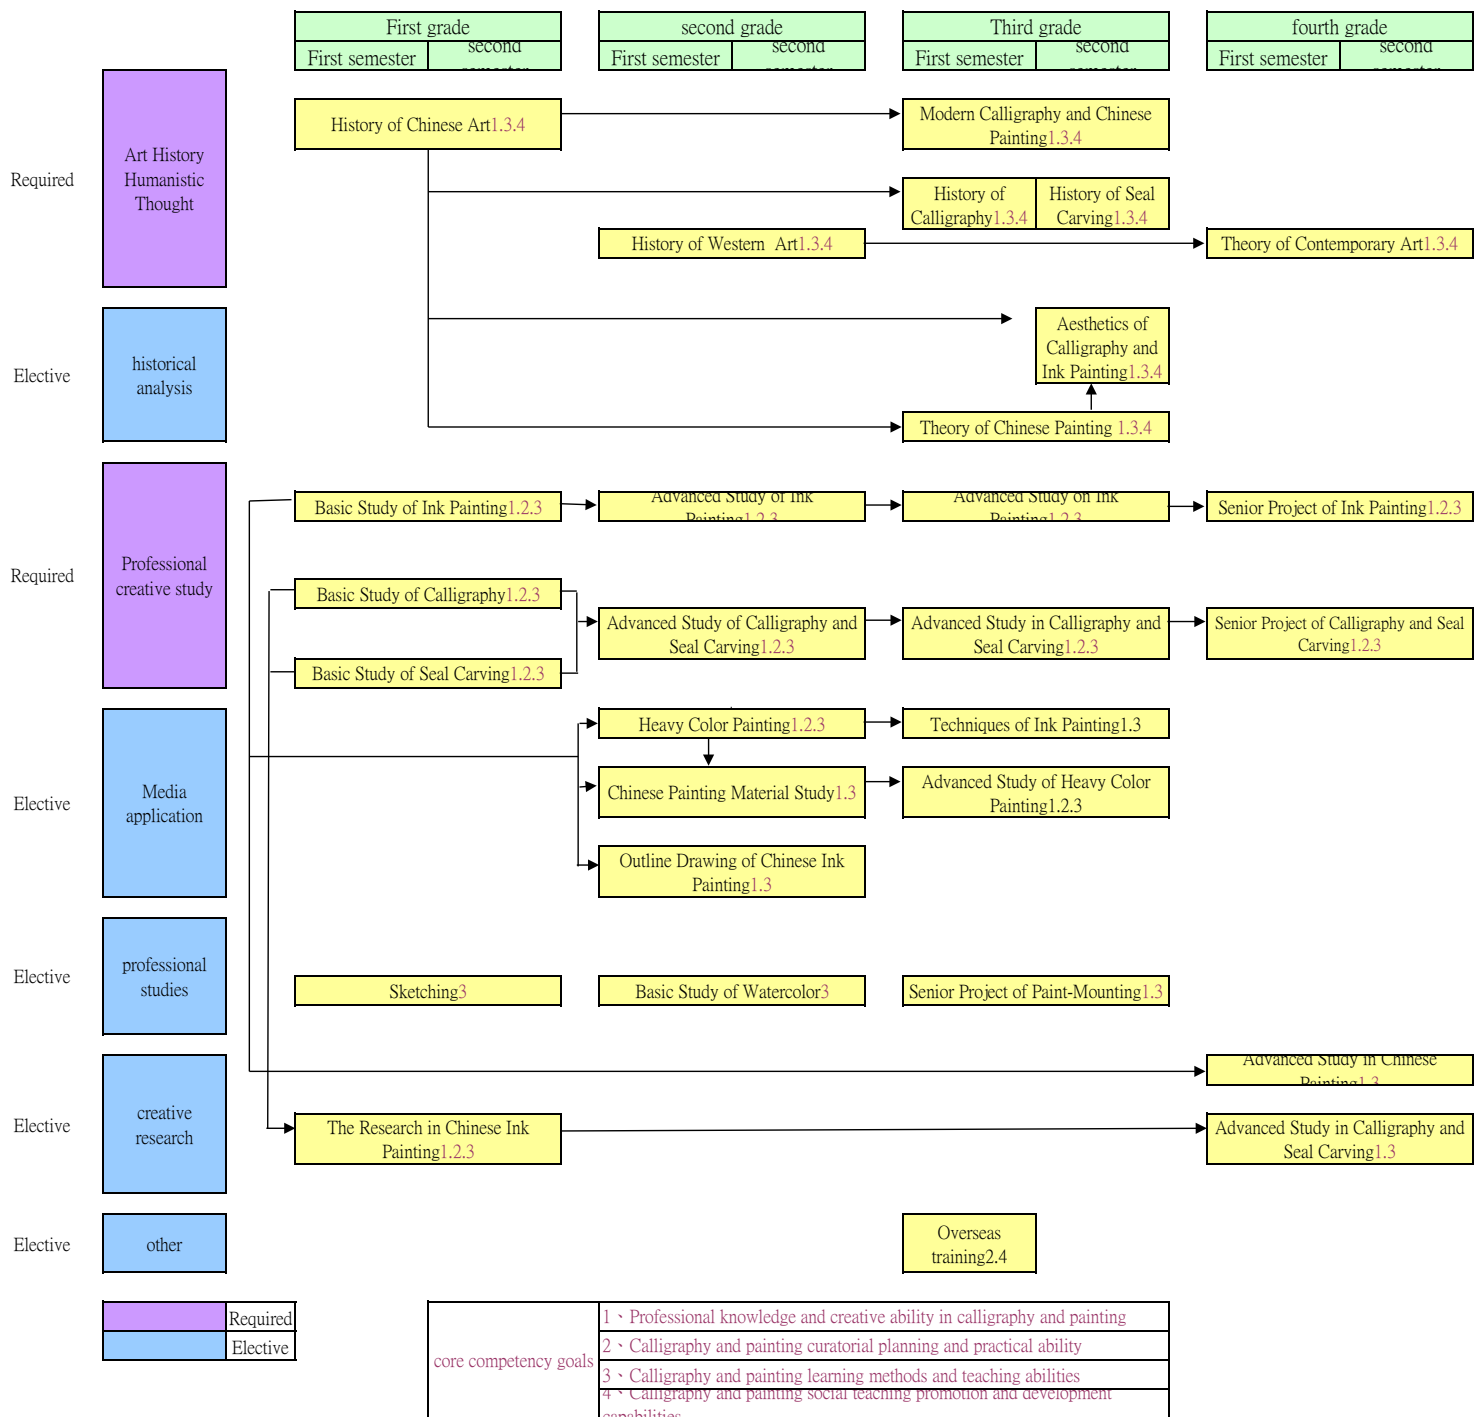 First grade
second grade
Third grade
fourth grade
First semester
second semester
First semester
second semester
First semester
second semester
First semester
second semester
Required
Art History
Humanistic
Thought
History of Chinese Art1.3.4
Modern Calligraphy and Chinese
Painting1.3.4
History of
Calligraphy1.3.4
History of Seal
Carving1.3.4
History of Western Art1.3.4
Theory of Contemporary Art1.3.4
Elective
historical
analysis
Aesthetics of
Calligraphy and
Ink Painting1.3.4
Theory of Chinese Painting 1.3.4
Required
Professional
creative study
Basic Study of Ink Painting1.2.3
Advanced Study of Ink
Painting1.2.3
Advanced Study on Ink
Painting1.2.3
Senior Project of Ink Painting1.2.3
Basic Study of Calligraphy1.2.3
Advanced Study of Calligraphy and
Seal Carving1.2.3
Advanced Study in Calligraphy and
Seal Carving1.2.3
Senior Project of Calligraphy and Seal
Carving1.2.3
Basic Study of Seal Carving1.2.3
Elective
Media
application
Heavy Color Painting1.2.3
Techniques of Ink Painting1.3
Chinese Painting Material Study1.3
Advanced Study of Heavy Color
Painting1.2.3
Outline Drawing of Chinese Ink
Painting1.3
Elective
professional
studies
Sketching3
Basic Study of Watercolor3
Senior Project of Paint-Mounting1.3
Elective
creative
research
Advanced Study in Chinese
Painting1.3
The Research in Chinese Ink
Painting1.2.3
Advanced Study in Calligraphy and
Seal Carving1.3
Elective
other
Overseas
training2.4
Required
Elective
core competency goals
1、Professional knowledge and creative ability in calligraphy and painting
2、Calligraphy and painting curatorial planning and practical ability
3、Calligraphy and painting learning methods and teaching abilities
4、Calligraphy and painting social teaching promotion and development
capabilities